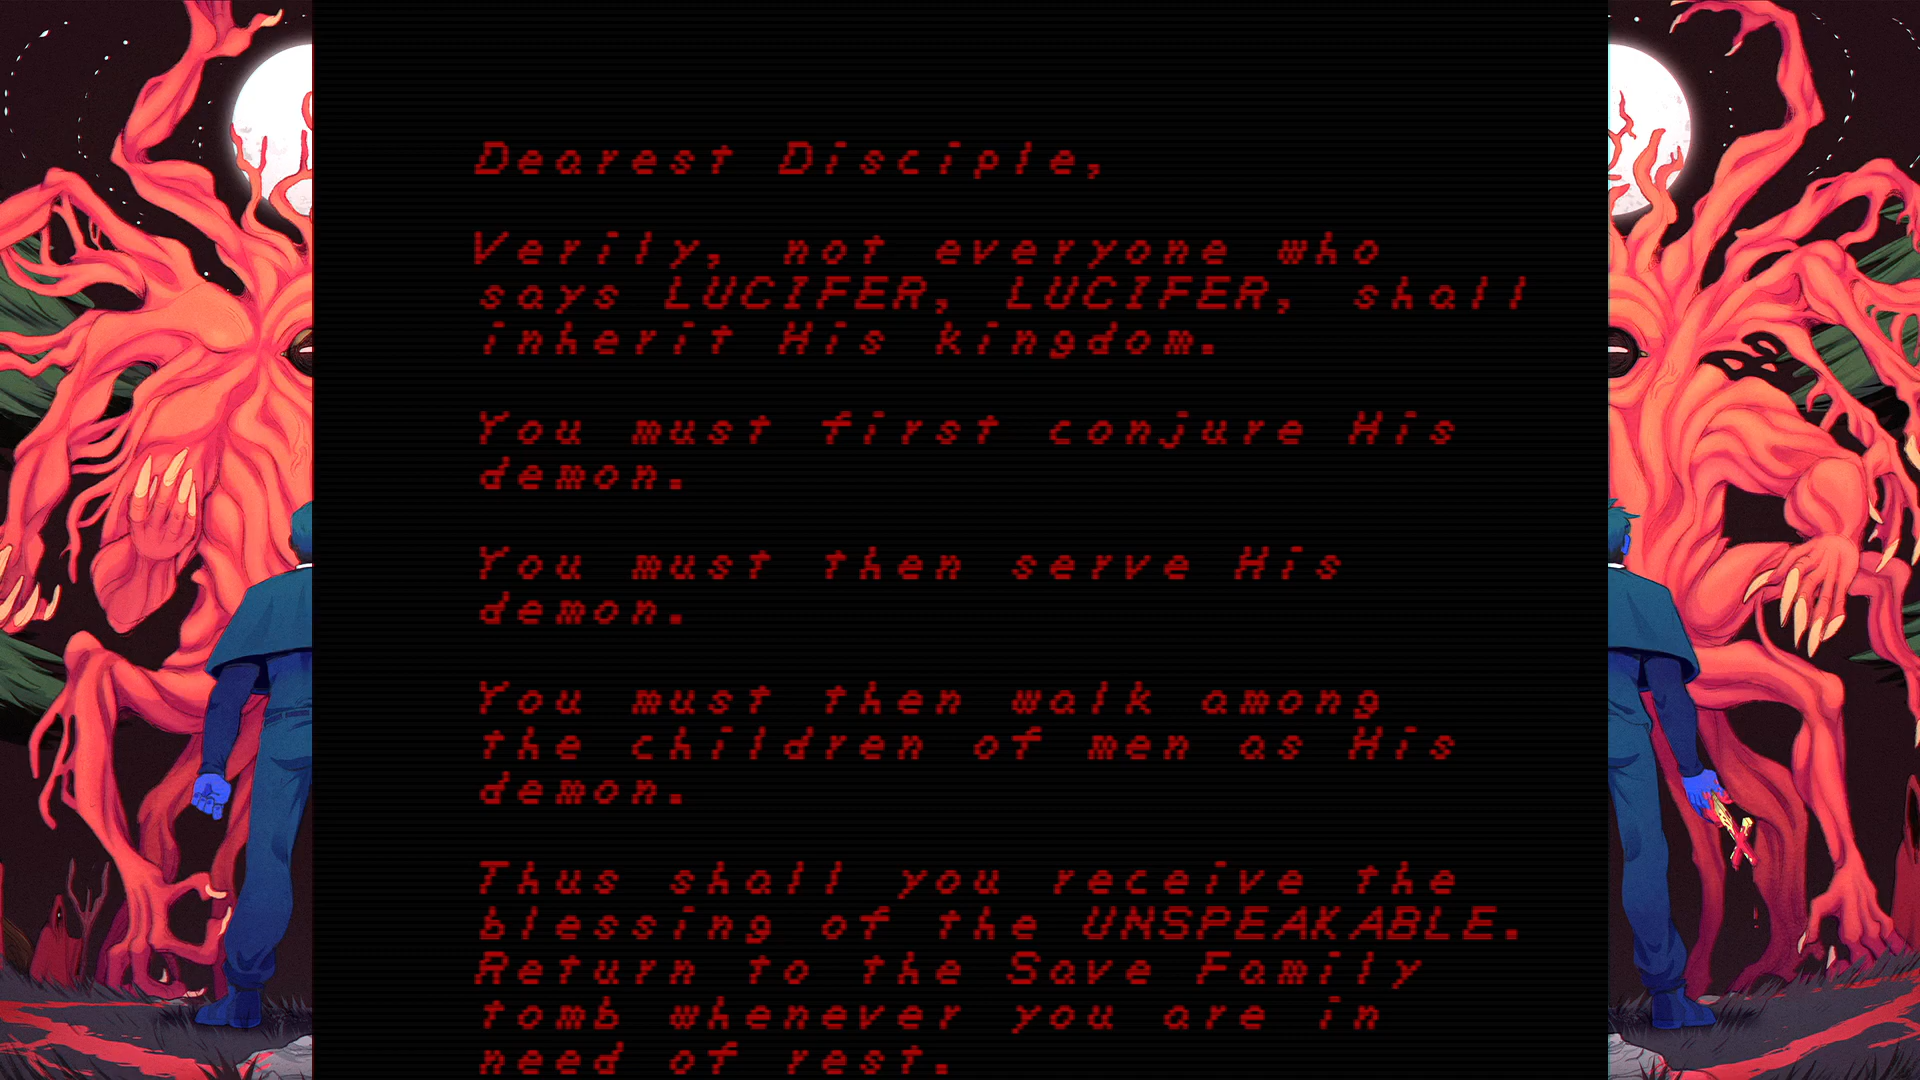 Dearest Disciple,
Verily, not everyone who
says LUCIFER, LUCIFER, shall
inherit His kingdom.
You must first conjure His
demon.
You must then serve His
demon.
You must then walk among
the children of men as His
demon.
Thus shall you receive the
blessing of the UNSPEAKABLE.
Return to the Save Family
tomb whenever you are in
need of rest.